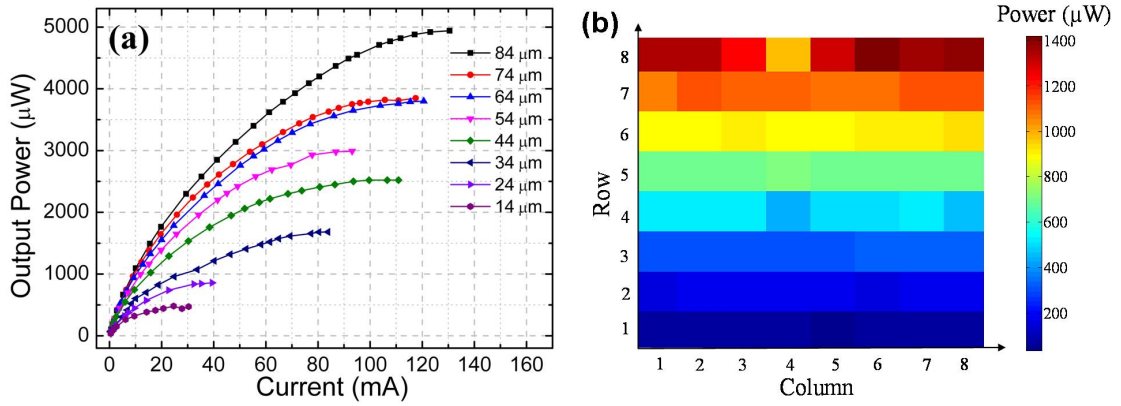 (a)
Output Power (μW)
5000
4000
3000
2000
1000
0
84 μm
74 μm
64 μm
54 μm
44 μm
34 μm
24 μm
14 μm
0 20 40 60 80 100 120 140 160
Current (mA)
(b)
Power (μW)
Row
8
7
6
5
4
3
2
1
1 2 3 4 5 6 7 8
Column
1400
1200
1000
800
600
400
200